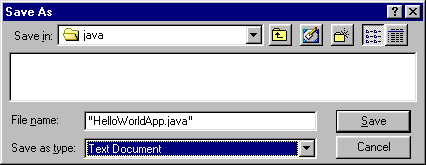 Save As
Save in: java
File name: "HelloWorldApp.java" Save
Save as type: Text Document Cancel